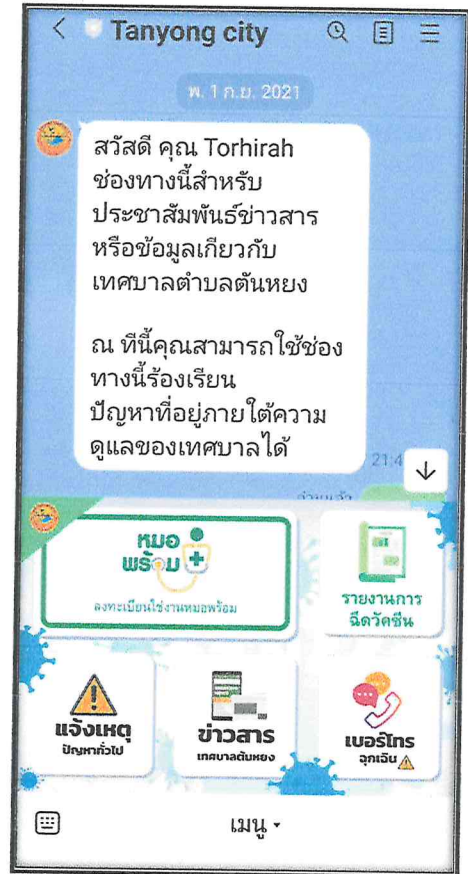 Tanyong city
พ. 1 ก.ย. 2021
สวัสดี คุณ Torhirah
ช่องทางนี้สำหรับ
ประชาสัมพันธ์ข่าวสาร
หรือข้อมูลเกี่ยวกับ
เทศบาลตำบลตันหยง
ณ ที่นี้คุณสามารถใช้ช่อง
ทางนี้ร้องเรียน
ปัญหาที่อยู่ภายใต้ความ
ดูแลของเทศบาลได้
หมอ
พร้อม
ลงทะเบียนใช้งานหมอพร้อม
รายงานการ
ฉีดวัคซีน
แจ้งเหตุ
ปัญหาทั่วไป
ข่าวสาร
เทศบาลตันหยง
เบอร์โทร
ฉุกเฉิน
เมนู